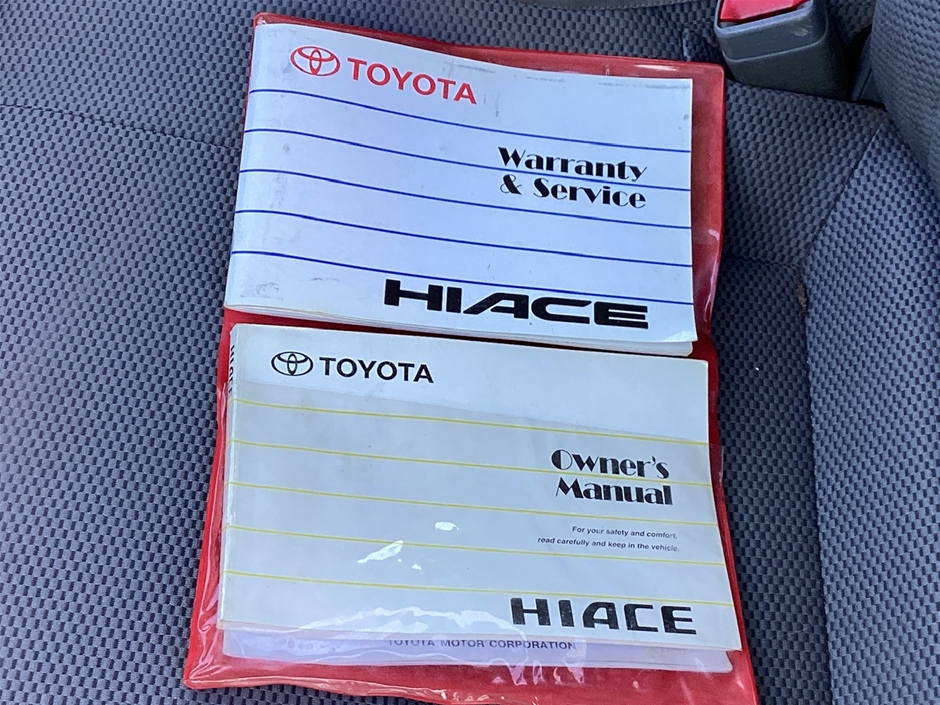 TOYOTA
Warranty
& Service
HIACE
TOYOTA
Owner's
Manual
For your safety and comfort,
read carefully and keep in the vehicle.
HIACE
TOYOTA MOTOR CORPORATION